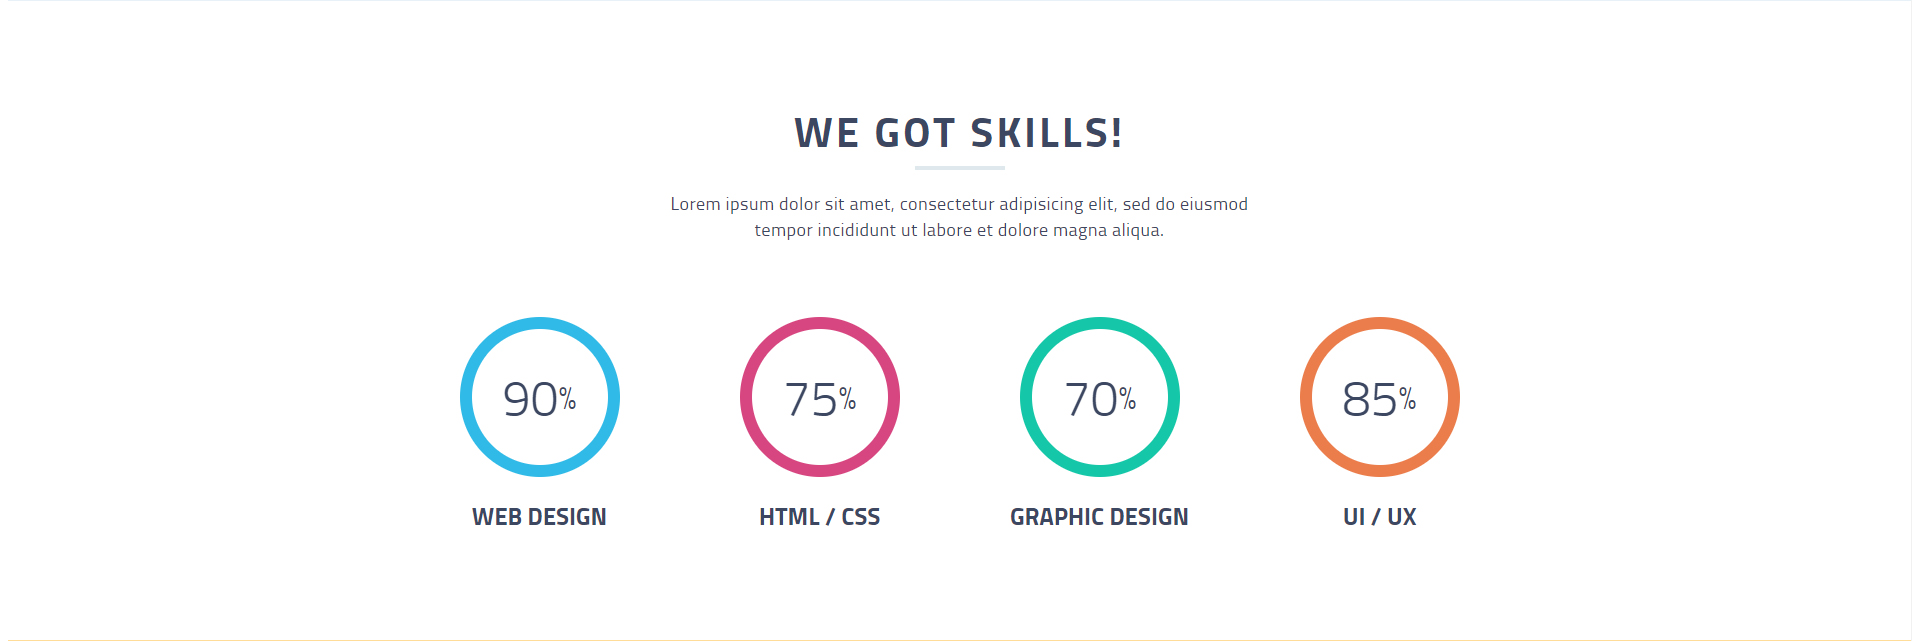 WE GOT SKILLS!
Lorem ipsum dolor sit amet, consectetur adipisicing elit, sed do eiusmod
tempor incididunt ut labore et dolore magna aliqua.
90% 75% 70% 85%
WEB DESIGN HTML / CSS GRAPHIC DESIGN UI / UX